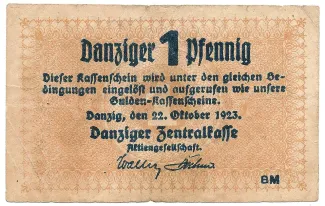 Danziger 1 Pfennig
Dieser Kassenschein wird unter den gleichen Be-
dingungen eingelöst und aufgerufen wie unsere
Gulden-Kassenscheine.
Danzig, den 22. Oktober 1923.
Danziger Zentralkasse
Aktiengesellschaft.
BM